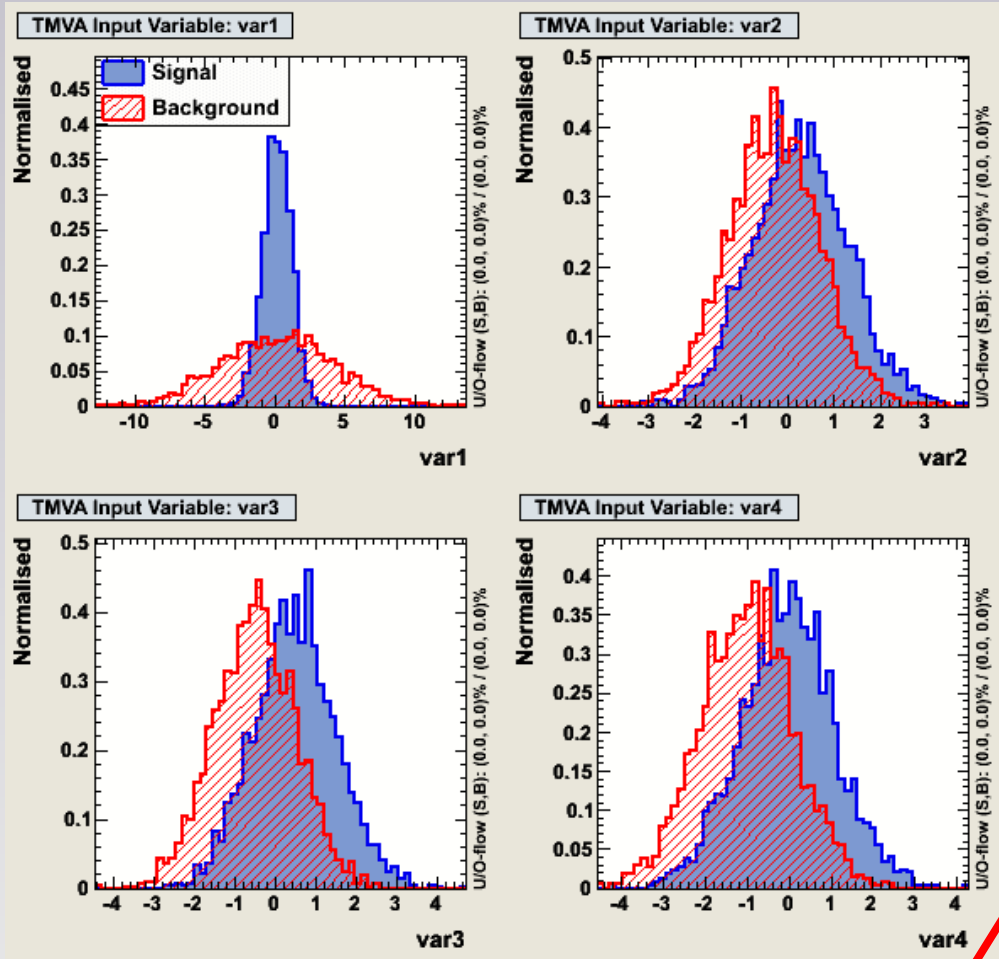 TMVA Input Variable: var1
Normalised
0.45
0.4
0.35
0.3
0.25
0.2
0.15
0.1
0.05
0
Signal
Background
-10 -5 0 5 10
var1
U/O-flow (S,B): (0.0, 0.0)% / (0.0, 0.0)%
TMVA Input Variable: var2
Normalised
0.5
0.4
0.3
0.2
0.1
0
-4 -3 -2 -1 0 1 2 3
var2
U/O-flow (S,B): (0.0, 0.0)% / (0.0, 0.0)%
TMVA Input Variable: var3
Normalised
0.5
0.4
0.3
0.2
0.1
0
-4 -3 -2 -1 0 1 2 3 4
var3
U/O-flow (S,B): (0.0, 0.0)% / (0.0, 0.0)%
TMVA Input Variable: var4
Normalised
0.4
0.35
0.3
0.25
0.2
0.15
0.1
0.05
0
-4 -3 -2 -1 0 1 2 3 4
var4
U/O-flow (S,B): (0.0, 0.0)% / (0.0, 0.0)%